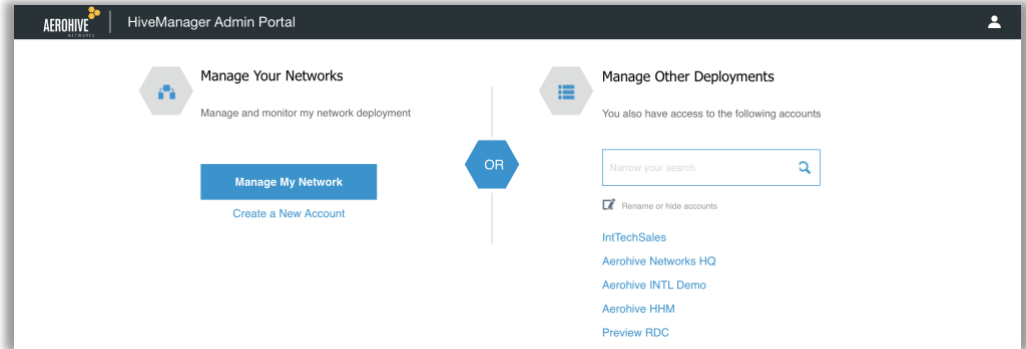 AEROHIVE
NETWORKS
HiveManager Admin Portal
Manage Your Networks
Manage and monitor my network deployment
Manage My Network
Create a New Account
OR
Manage Other Deployments
You also have access to the following accounts
Narrow your search
Rename or hide accounts
IntTechSales
Aerohive Networks HQ
Aerohive INTL Demo
Aerohive HHM
Preview RDC